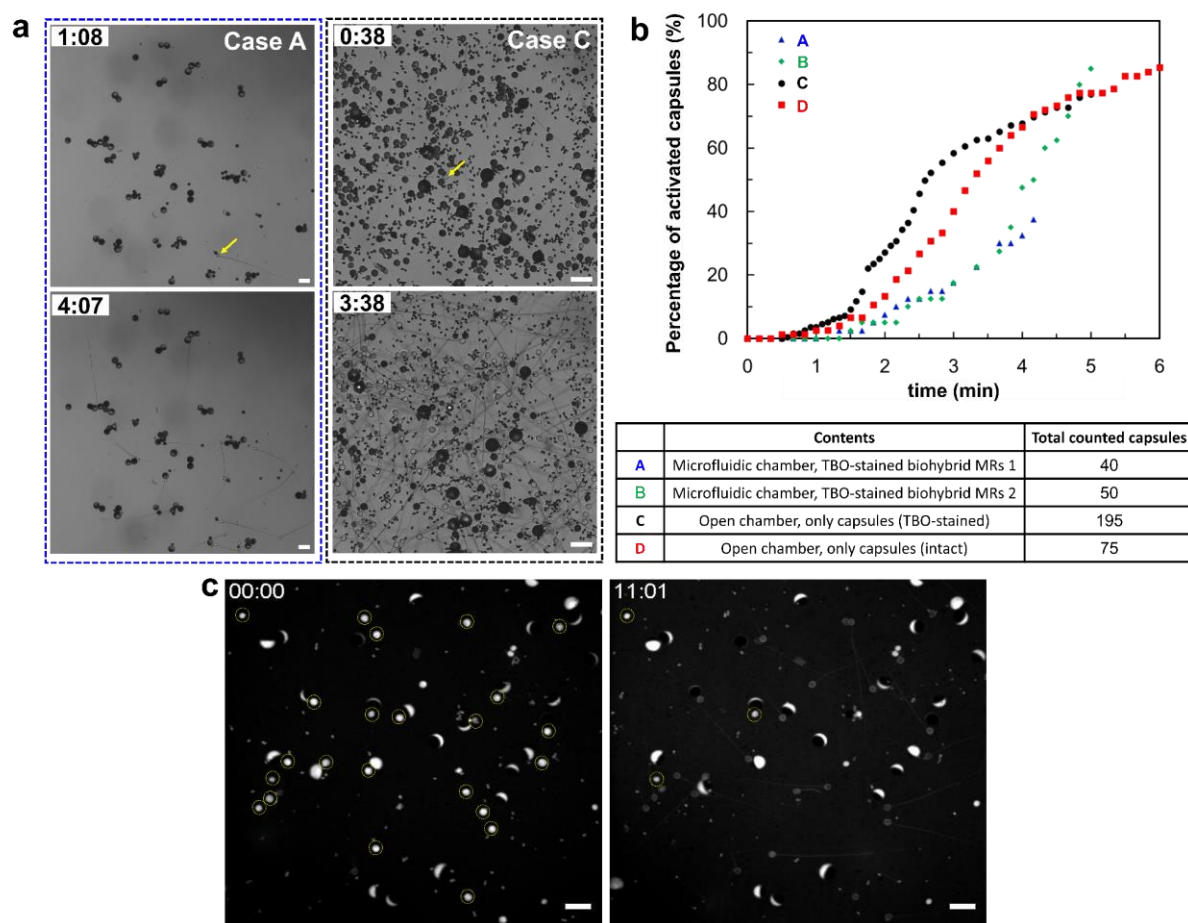 a
1:08
Case A
0:38
Case C
4:07
3:38
b
Percentage of activated capsules (%)
100
80
60
40
20
0
A
B
C
D
0 1 2 3 4 5 6
time (min)
Contents Total counted capsules
A Microfluidic chamber, TBO-stained biohybrid MRs 1 40
B Microfluidic chamber, TBO-stained biohybrid MRs 2 50
C Open chamber, only capsules (TBO-stained) 195
D Open chamber, only capsules (intact) 75
c
00:00
11:01